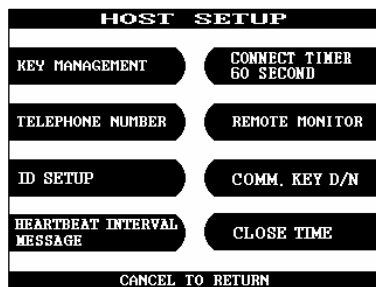 HOST SETUP
KEY MANAGEMENT
CONNECT TIMER
60 SECOND
TELEPHONE NUMBER
REMOTE MONITOR
ID SETUP
COMM. KEY D/N
HEARTBEAT INTERVAL
MESSAGE
CLOSE TIME
CANCEL TO RETURN